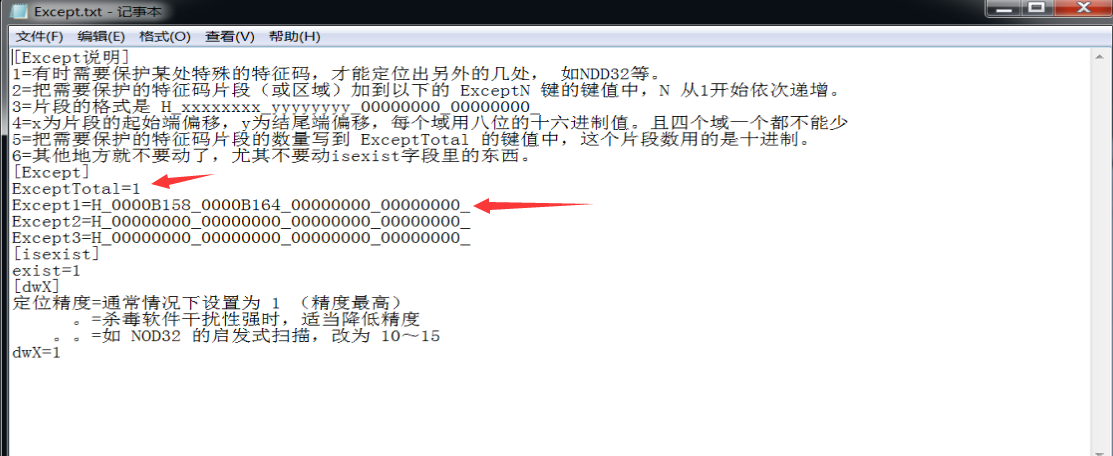 Except.txt - 记事本
文件(F) 编辑(E) 格式(O) 查看(V) 帮助(H)
[Except说明]
1=有时需要保护某处特殊的特征码，才能定位出另外的几处， 如NDD32等。
2=把需要保护的特征码片段（或区域）加到以下的 ExceptN 键的键值中，N 从1开始依次递增。
3=片段的格式是 H_xxxxxxxx_yyyyyyyy_00000000_00000000_
4=x为片段的起始端偏移，y为结尾端偏移，每个域用八位的十六进制值。且四个域一个都不能少
5=把需要保护的特征码片段的数量写到 ExceptTotal 的键值中，这个片段数用的是十进制。
6=其他地方就不要动了，尤其不要动isexist字段里的东西。
[Except]
ExceptTotal=1
Except1=H_0000B158_0000B164_00000000_00000000_
Except2=H_00000000_00000000_00000000_00000000_
Except3=H_00000000_00000000_00000000_00000000_
[isexist]
exist=1
[dwX]
定位精度=通常情况下设置为 1 （精度最高）
。=杀毒软件干扰性强时，适当降低精度
。。=如 NOD32 的启发式扫描，改为 10～15
dwX=1